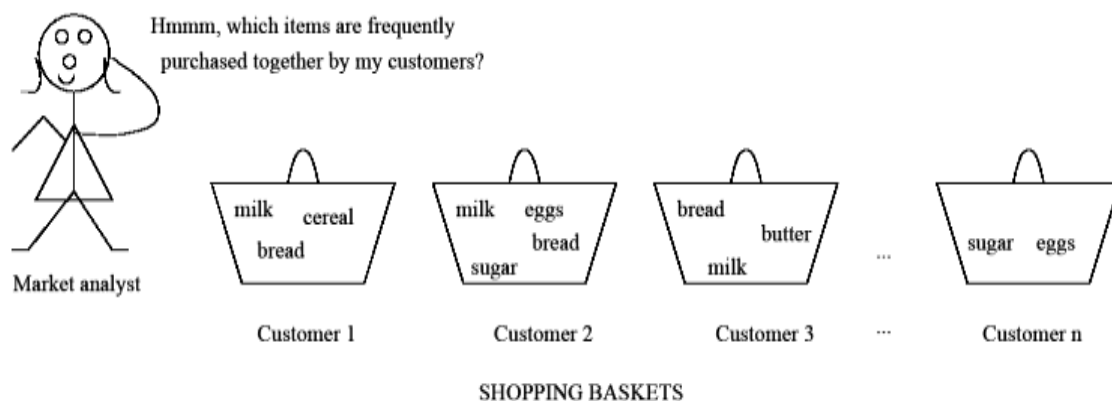 Hmmm, which items are frequently
purchased together by my customers?
milk
cereal
bread
milk eggs
bread
sugar
bread
butter
milk
...
sugar eggs
Market analyst
Customer 1
Customer 2
Customer 3
...
Customer n
SHOPPING BASKETS